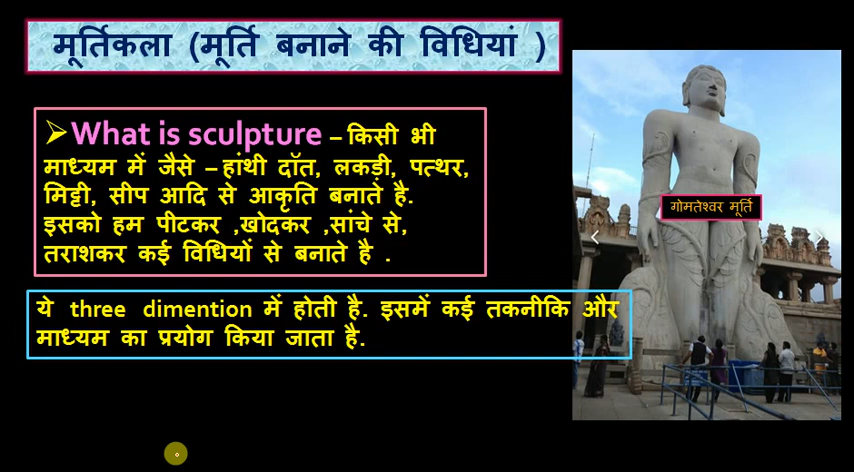 मूर्तिकला (मूर्ति बनाने की विधियां )
What is sculpture – किसी भी
माध्यम में जैसे – हांथी दॉत, लकड़ी, पत्थर,
मिट्टी, सीप आदि से आकृति बनाते है.
इसको हम पीटकर ,खोदकर ,सांचे से,
तराशकर कई विधियों से बनाते है .
गोमतेश्वर मूर्ति
ये three dimention में होती है. इसमें कई तकनीकि और
माध्यम का प्रयोग किया जाता है.